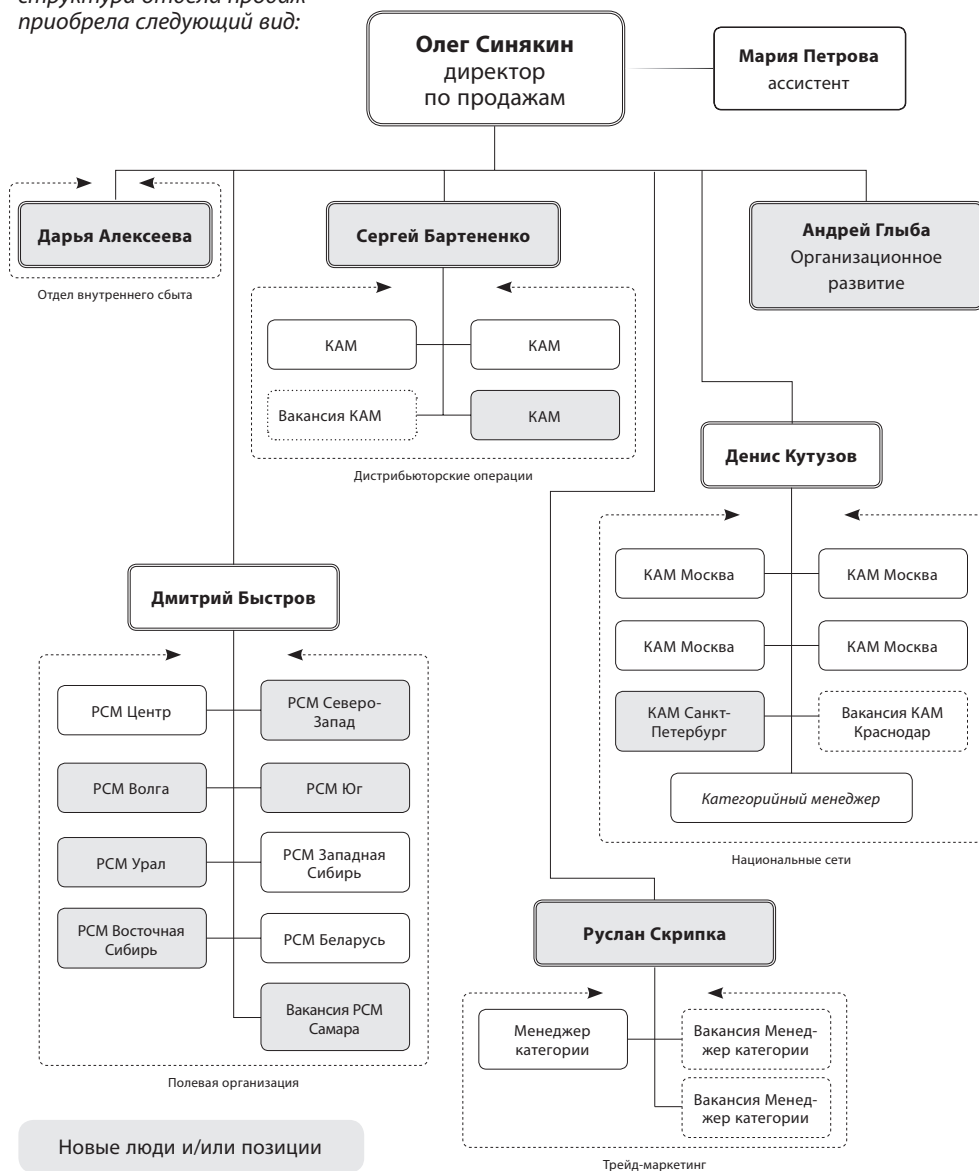 структура отдела продаж
приобрела следующий вид:
Олег Синякин
директор
по продажам
Мария Петрова
ассистент
Дарья Алексеева
Отдел внутреннего сбыта
Сергей Бартененко
КАМ
КАМ
Вакансия КАМ
КАМ
Дистрибьюторские операции
Андрей Глыба
Организационное
развитие
Денис Кутузов
КАМ Москва
КАМ Москва
КАМ Москва
КАМ Москва
КАМ Санкт-
Петербург
Вакансия КАМ
Краснодар
Категорийный менеджер
Национальные сети
Дмитрий Быстров
РСМ Центр
РСМ Северо-
Запад
РСМ Волга
РСМ Юг
РСМ Урал
РСМ Западная
Сибирь
РСМ Восточная
Сибирь
РСМ Беларусь
Вакансия РСМ
Самара
Полевая организация
Руслан Скрипка
Менеджер
категории
Вакансия Менед-
жер категории
Вакансия Менед-
жер категории
Трейд-маркетинг
Новые люди и/или позиции